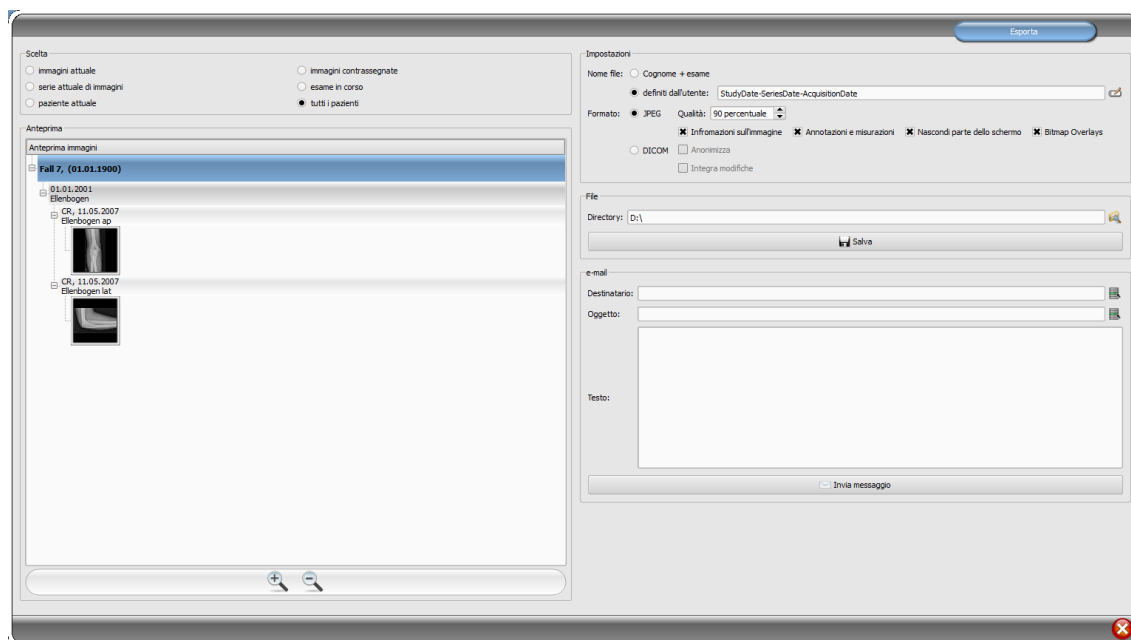 Esporta
Scelta
immagini attuale
immagini contrassegnate
serie attuale di immagini
esame in corso
paziente attuale
tutti i pazienti
Anteprima
Anteprima immagini
Fall 7, (01.01.1900)
01.01.2001
Ellenbogen
CR, 11.05.2007
Ellenbogen ap
CR, 11.05.2007
Ellenbogen lat
Impostazioni
Nome file: Cognome + esame
definiti dall'utente: StudyDate-SeriesDate-AcquisitionDate
Formato: JPEG Qualità: 90 percentuale
Infromazioni sull'immagine Annotazioni e misurazioni Nascondi parte dello schermo Bitmap Overlays
DICOM Anonimizza
Integra modifiche
File
Directory: D:\
Salva
e-mail
Destinatario:
Oggetto:
Testo:
Invia messaggio